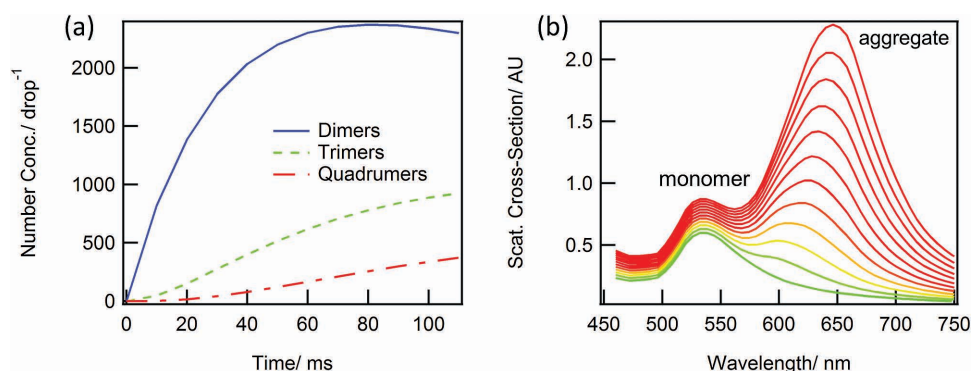 (a)
Number Conc./ drop⁻¹
2000
1500
1000
500
0
Dimers
Trimers
Quadrumers
0 20 40 60 80 100
Time/ ms
(b)
Scat. Cross-Section/ AU
2.0
1.5
1.0
0.5
monomer
aggregate
450 500 550 600 650 700 750
Wavelength/ nm